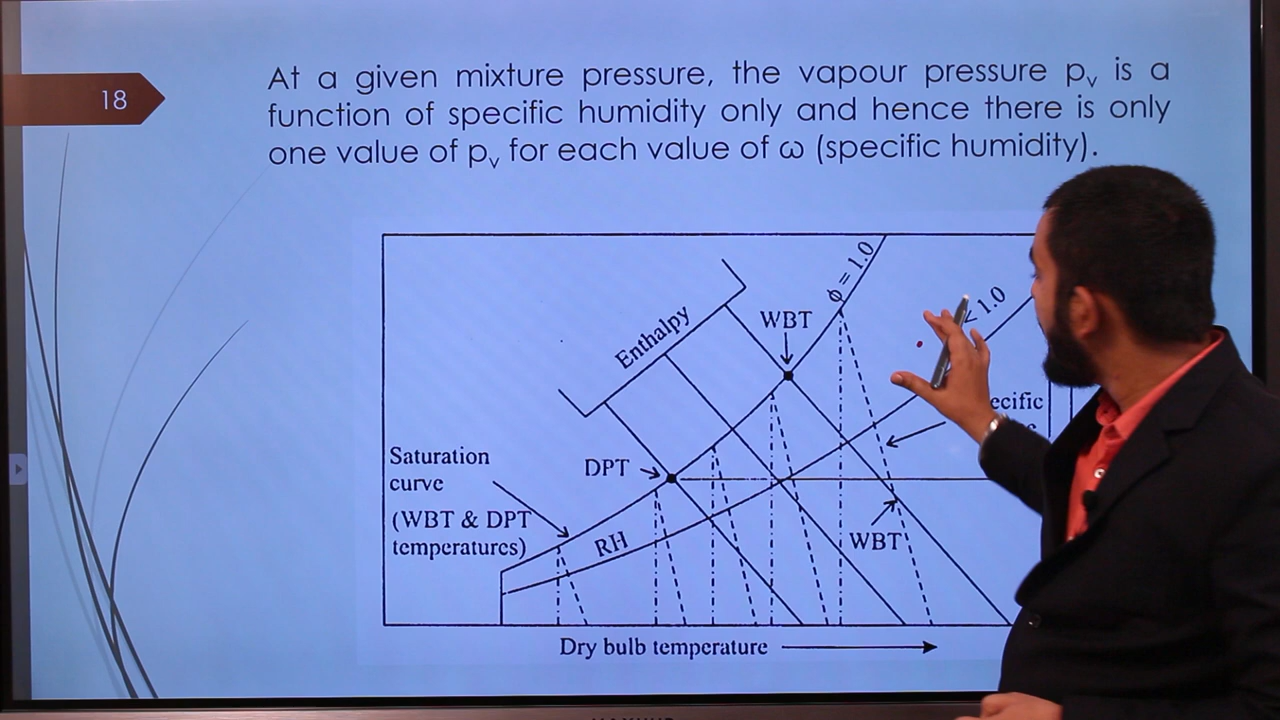 18
At a given mixture pressure, the vapour pressure pᵥ is a
function of specific humidity only and hence there is only
one value of pᵥ for each value of ω (specific humidity).
ϕ = 1.0
< 1.0
WBT
Enthalpy
ecific
Saturation
curve
(WBT & DPT
temperatures)
DPT
RH
WBT
Dry bulb temperature